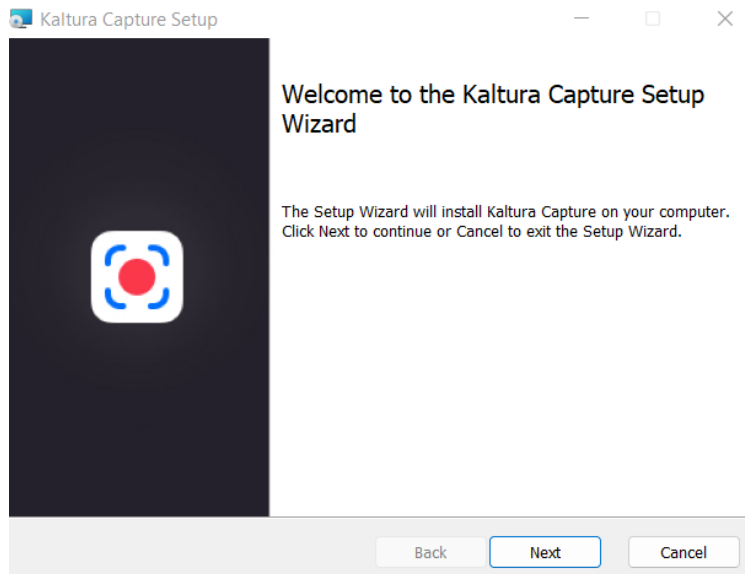 Kaltura Capture Setup
Welcome to the Kaltura Capture Setup
Wizard
The Setup Wizard will install Kaltura Capture on your computer.
Click Next to continue or Cancel to exit the Setup Wizard.
Back
Next
Cancel